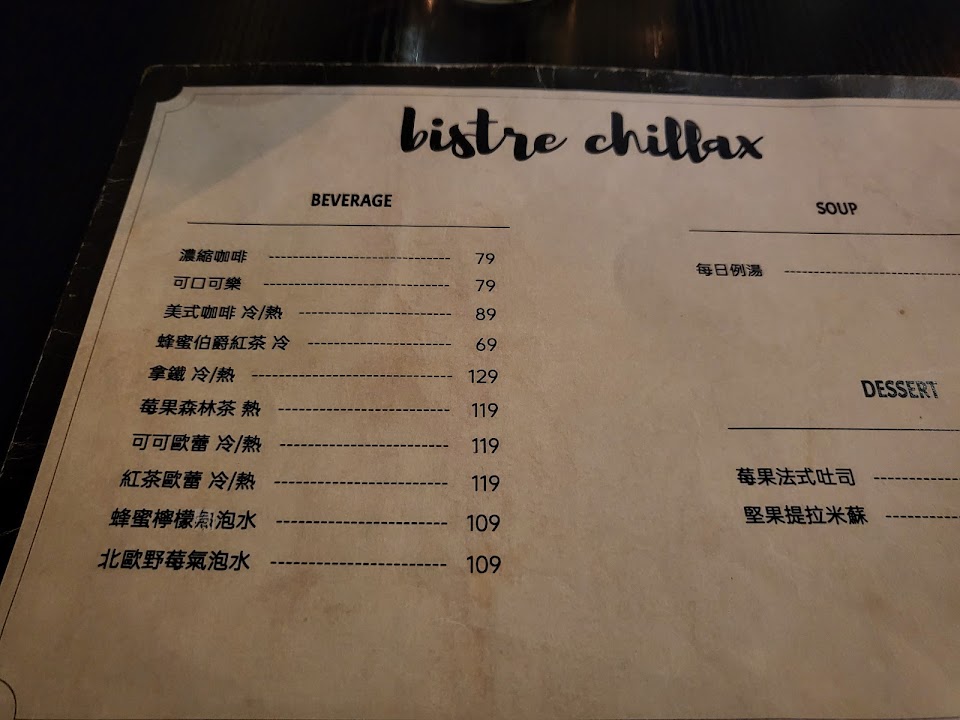 bistre chillax
BEVERAGE
濃縮咖啡 79
可口可樂 79
美式咖啡 冷/熱 89
蜂蜜伯爵紅茶 冷 69
拿鐵 冷/熱 129
莓果森林茶 熱 119
可可歐蕾 冷/熱 119
紅茶歐蕾 冷/熱 119
蜂蜜檸檬氣泡水 109
北歐野莓氣泡水 109
SOUP
每日例湯
DESSERT
莓果法式吐司
堅果提拉米蘇